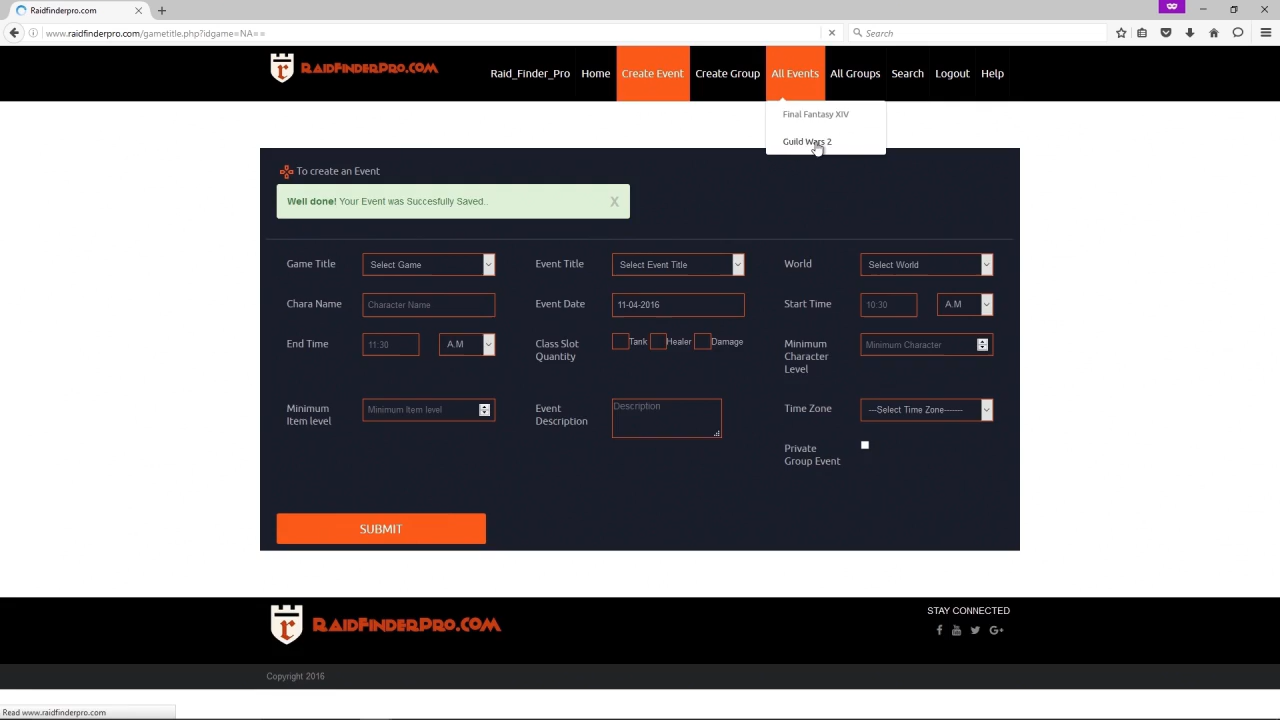 Raidfinderpro.com
www.raidfinderpro.com/gametitle.php?idgame=NA==
Search
RAIDFINDERPRO.COM
Raid_Finder_Pro Home Create Event Create Group All Events All Groups Search Logout Help
Final Fantasy XIV
Guild Wars 2
To create an Event
Well done! Your Event was Succesfully Saved..
X
Game Title Select Game Event Title Select Event Title World Select World
Chara Name Character Name Event Date 11-04-2016 Start Time 10:30 A.M
End Time 11:30 A.M Class Slot Quantity Tank Healer Damage Minimum Character Level Minimum Character
Minimum Item level Minimum Item level Event Description Description Time Zone ---Select Time Zone-------
Private Group Event
SUBMIT
r RAIDFINDERPRO.COM
STAY CONNECTED
Copyright 2016
Read www.raidfinderpro.com